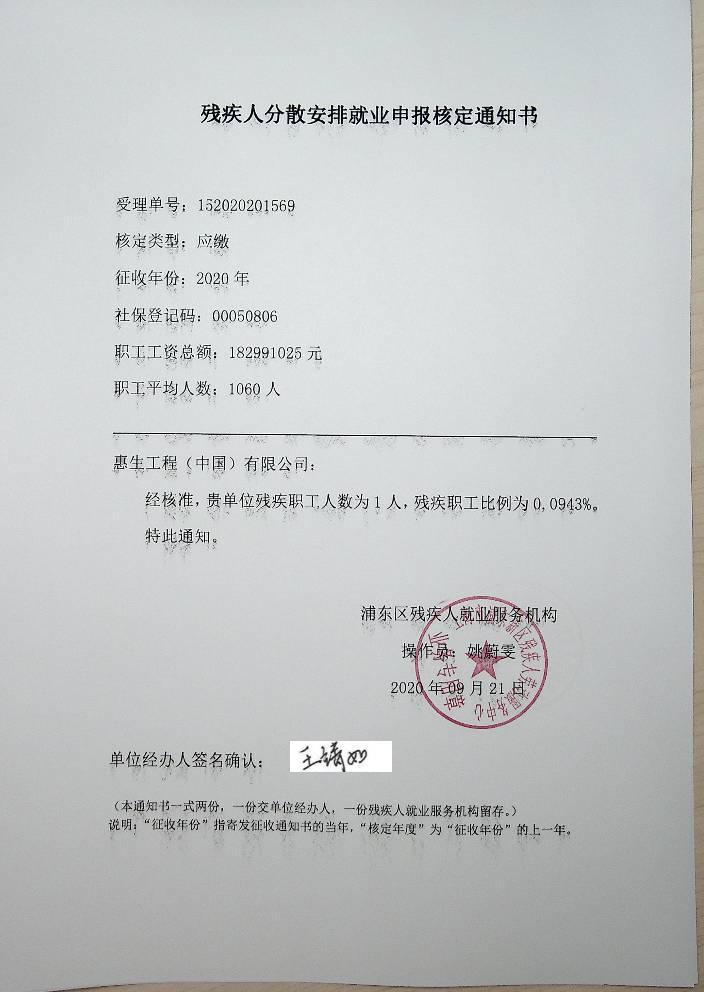 残疾人分散安排就业申报核定通知书
受理单号：152020201569
核定类型：应缴
征收年份：2020 年
社保登记码：00050806
职工工资总额：182991025 元
职工平均人数：1060 人
惠生工程（中国）有限公司：
经核准，贵单位残疾职工人数为 1 人，残疾职工比例为 0.0943%。
特此通知。
浦东区残疾人就业服务机构
操作员：姚蔚雯
2020 年 09 月 21 日
单位经办人签名确认：
（本通知书一式两份，一份交单位经办人，一份残疾人就业服务机构留存。）
说明：“征收年份”指寄发征收通知书的当年，“核定年度”为“征收年份”的上一年。